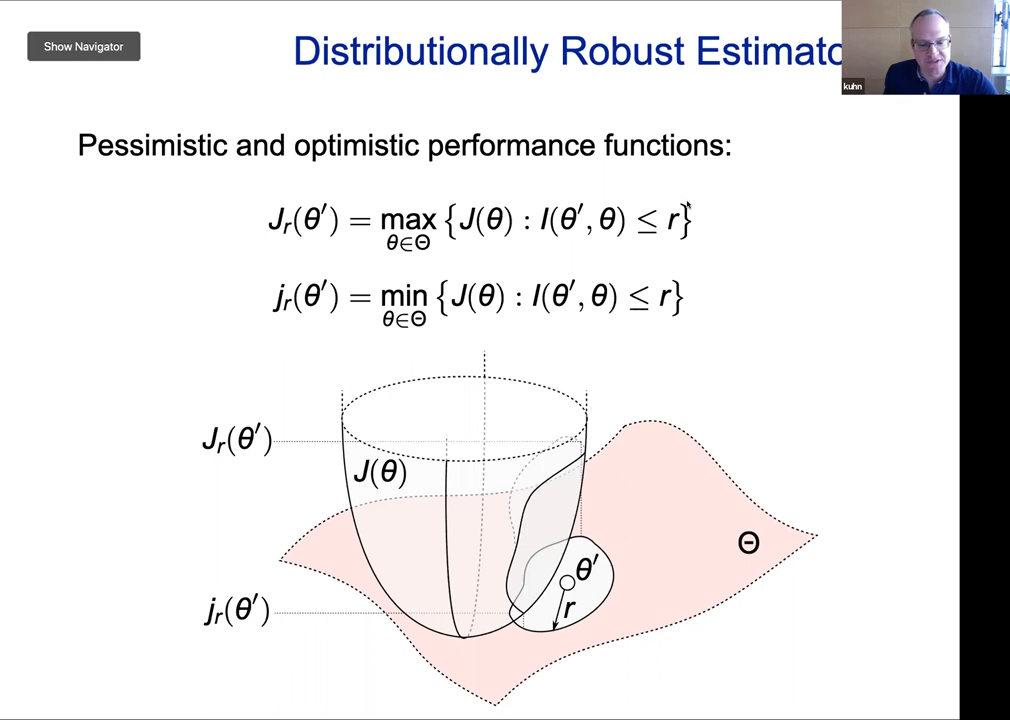 Show Navigator
Distributionally Robust Estimato
kuhn
Pessimistic and optimistic performance functions:
J_r(θ′) = max_{θ∈Θ} {J(θ) : I(θ′, θ) ≤ r}
j_r(θ′) = min_{θ∈Θ} {J(θ) : I(θ′, θ) ≤ r}
J_r(θ′)
J(θ)
Θ
θ′
j_r(θ′)
r